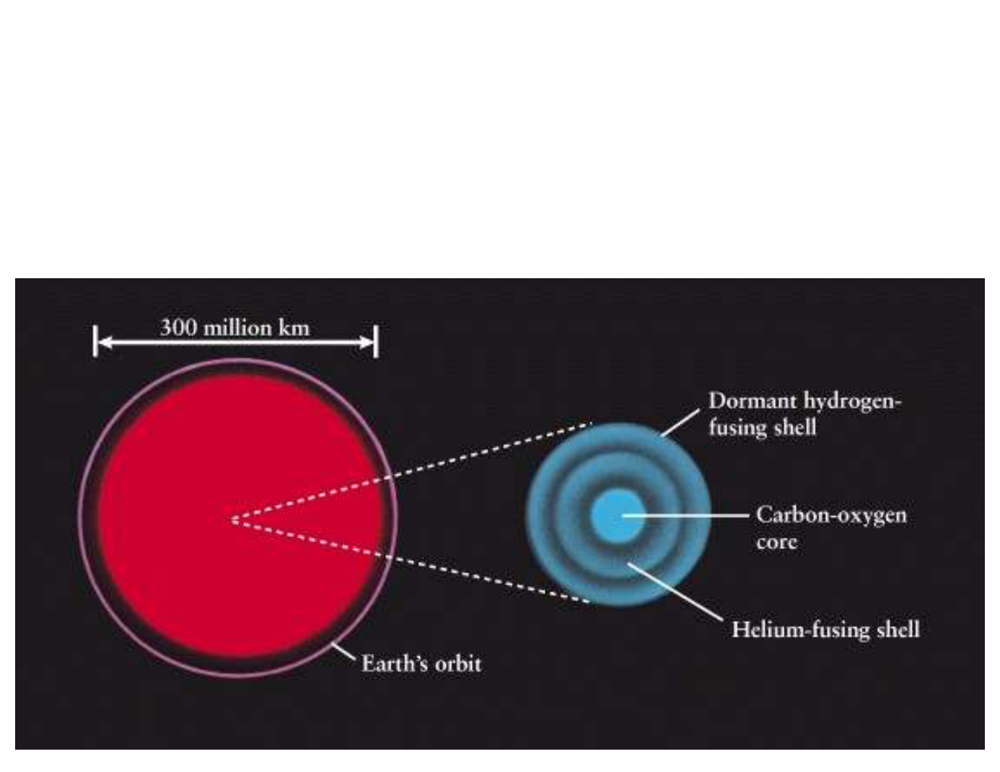 300 million km
Dormant hydrogen-
fusing shell
Carbon-oxygen
core
Helium-fusing shell
Earth's orbit